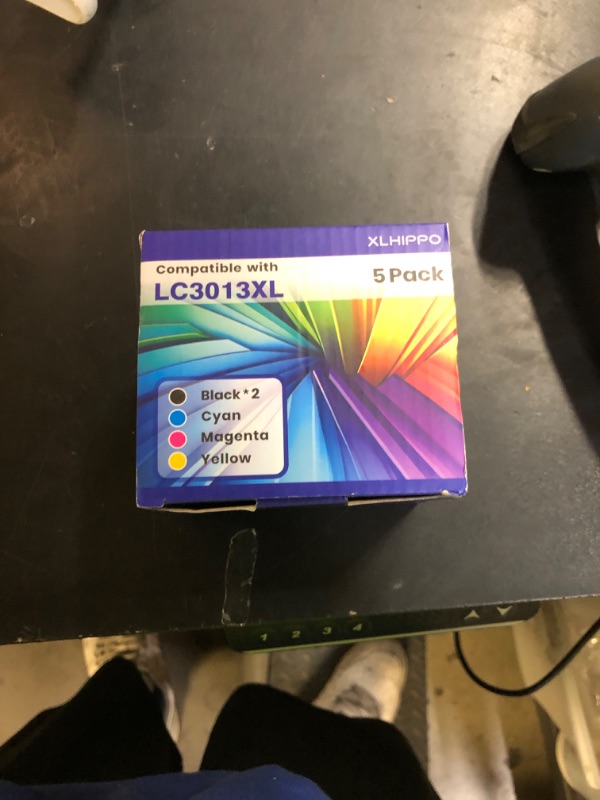 XLHIPPO
Compatible with
5 Pack
LC3013XL
Black*2
Cyan
Magenta
Yellow
1 2 3 4